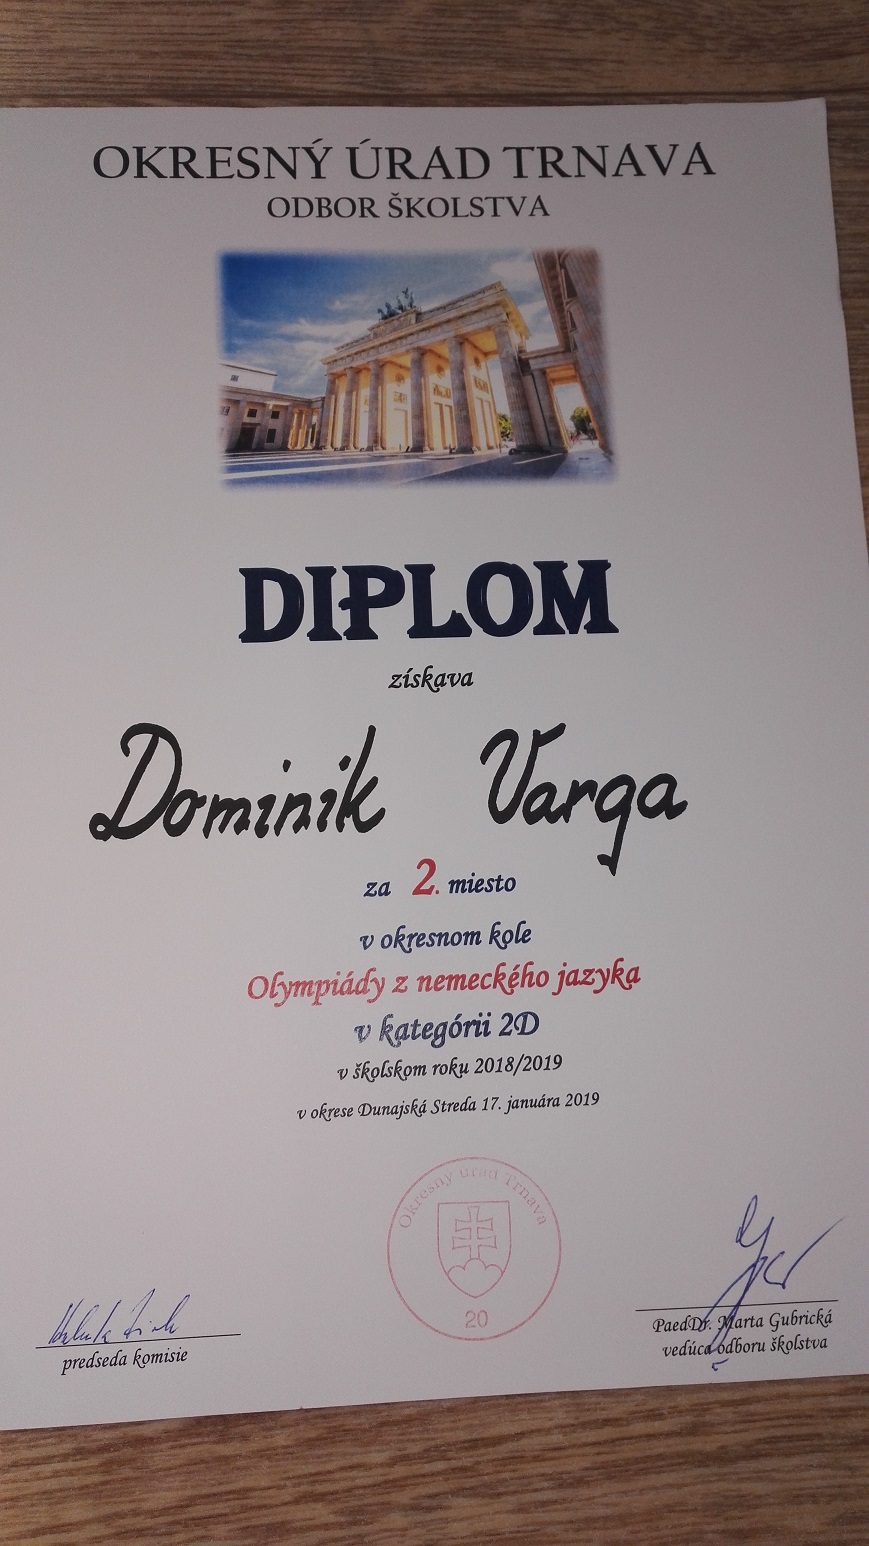 OKRESNÝ ÚRAD TRNAVA
ODBOR ŠKOLSTVA
DIPLOM
získava
Dominik Varga
za 2. miesto
v okresnom kole
Olympiády z nemeckého jazyka
v kategórii 2D
v školskom roku 2018/2019
v okrese Dunajská Streda 17. januára 2019
Okresný úrad Trnava
20
predseda komisie
PaedDr. Marta Gubrická
vedúca odboru školstva